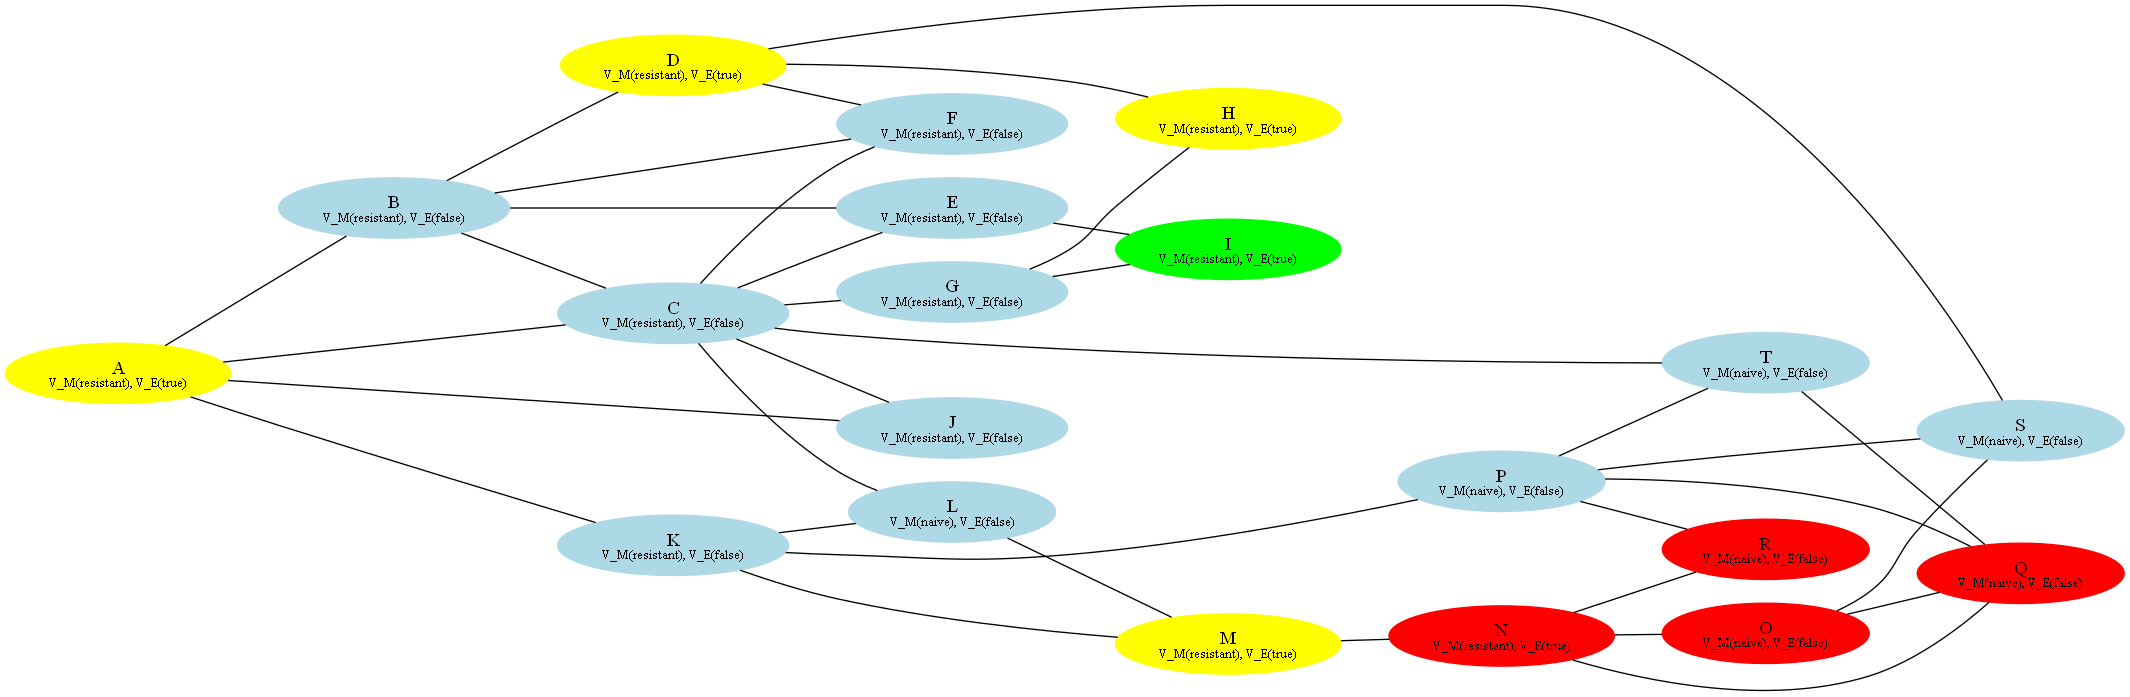 D
V_M(resistant), V_E(true)
F
V_M(resistant), V_E(false)
H
V_M(resistant), V_E(true)
B
V_M(resistant), V_E(false)
E
V_M(resistant), V_E(false)
I
V_M(resistant), V_E(true)
G
V_M(resistant), V_E(false)
C
V_M(resistant), V_E(false)
T
V_M(naive), V_E(false)
A
V_M(resistant), V_E(true)
J
V_M(resistant), V_E(false)
S
V_M(naive), V_E(false)
P
V_M(naive), V_E(false)
L
V_M(naive), V_E(false)
K
V_M(resistant), V_E(false)
R
V_M(naive), V_E(false)
Q
V_M(naive), V_E(false)
M
V_M(resistant), V_E(true)
N
V_M(resistant), V_E(true)
O
V_M(naive), V_E(false)